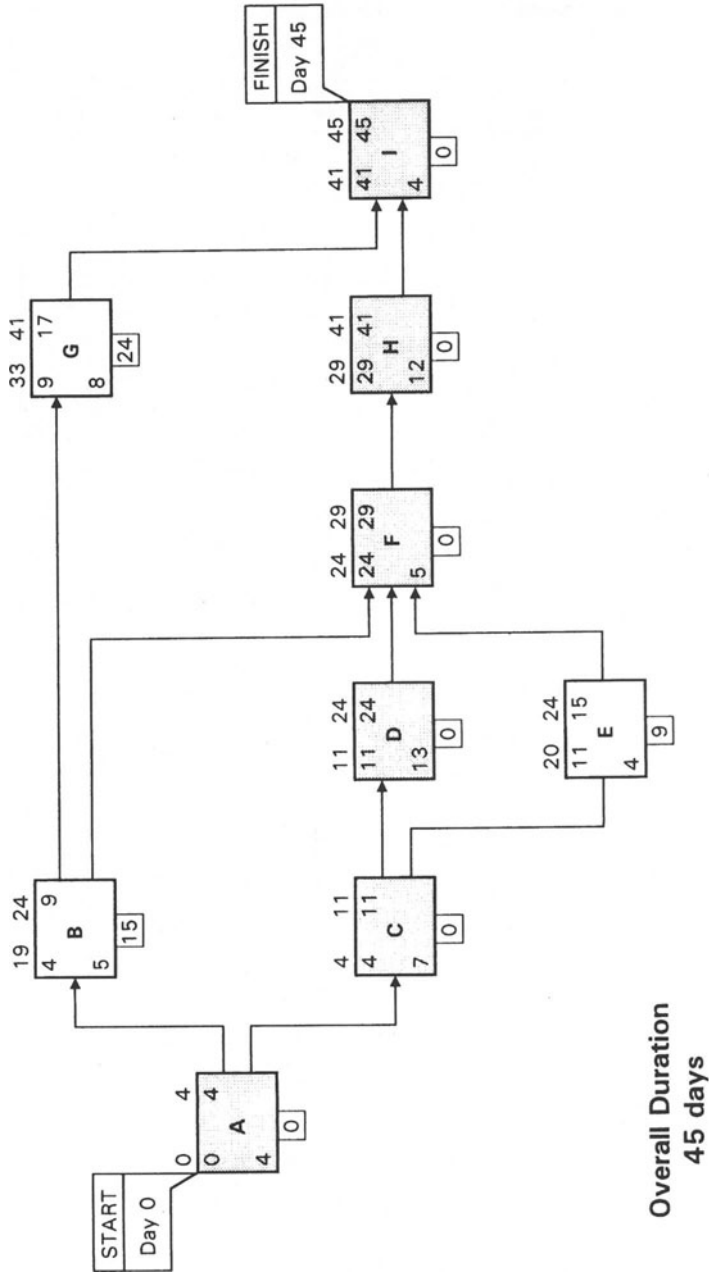 START
Day 0
0 4
0 4
A
4
0
19 24
4 9
B
5
15
4 11
4 11
C
7
0
11 24
11 24
D
13
0
20 24
11 15
E
4
9
24 29
24 29
F
5
0
33 41
9 17
G
8
24
29 41
29 41
H
12
0
41 45
41 45
I
4
0
FINISH
Day 45
Overall Duration
45 days